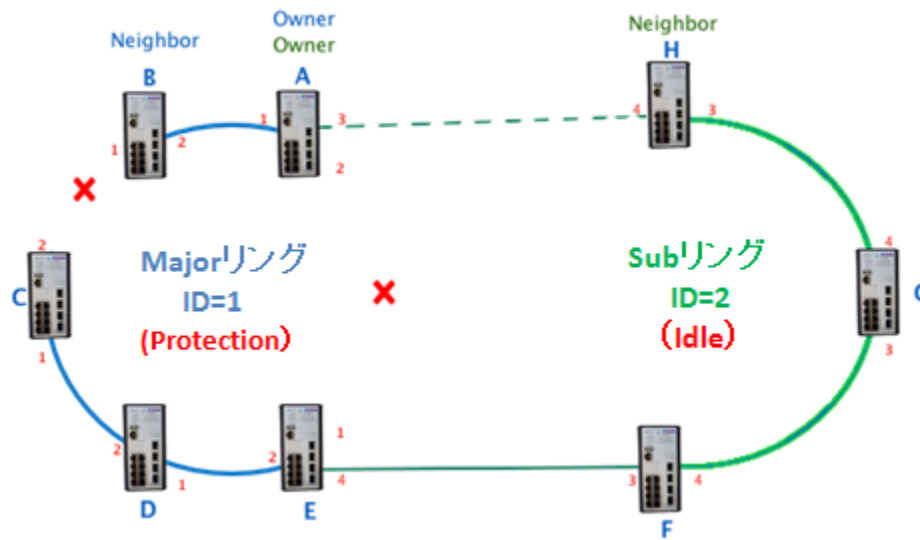 Owner
Neighbor
Owner
Neighbor
B
A
H
1
2
1
3
2
4
3
2
C
1
Majorリング
ID=1
(Protection)
Subリング
ID=2
(Idle)
4
3
2
1
D
2
1
4
E
3
4
F